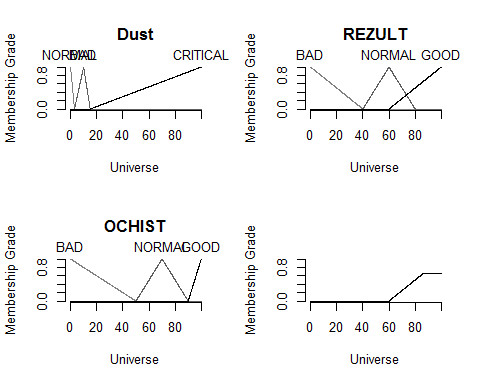 Dust
NORMAL BAD CRITICAL
Membership Grade
0.0 0.8
0 20 40 60 80
Universe
REZULT
BAD NORMAL GOOD
Membership Grade
0.0 0.8
0 20 40 60 80
Universe
OCHIST
BAD NORMAL GOOD
Membership Grade
0.0 0.8
0 20 40 60 80
Universe
Membership Grade
0.0 0.8
0 20 40 60 80
Universe